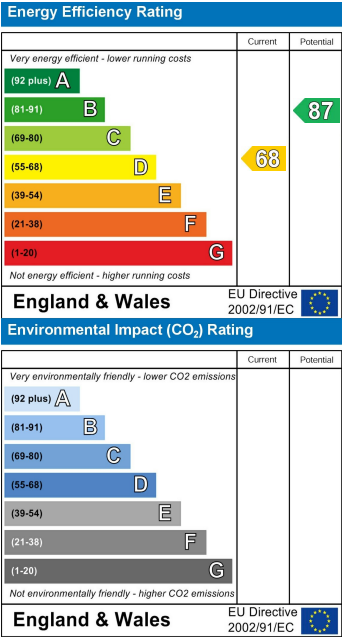 Energy Efficiency Rating
Current Potential
Very energy efficient - lower running costs
(92 plus) A
(81-91) B
87
(69-80) C
(55-68) D
68
(39-54) E
(21-38) F
(1-20) G
Not energy efficient - higher running costs
England & Wales
EU Directive
2002/91/EC
Environmental Impact (CO2) Rating
Current Potential
Very environmentally friendly - lower CO2 emissions
(92 plus) A
(81-91) B
(69-80) C
(55-68) D
(39-54) E
(21-38) F
(1-20) G
Not environmentally friendly - higher CO2 emissions
England & Wales
EU Directive
2002/91/EC